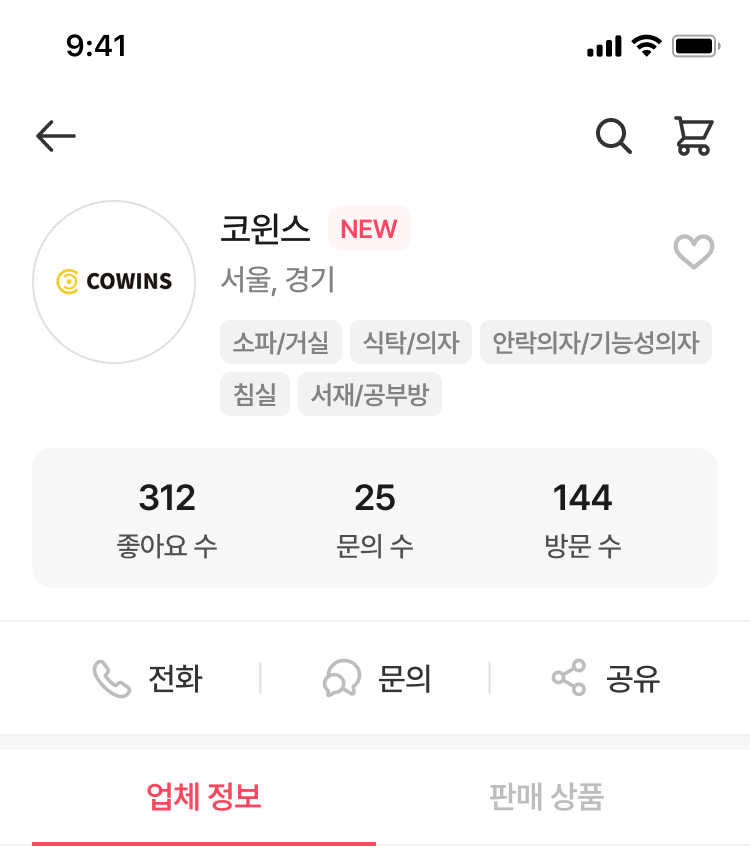 9:41
코윈스 NEW
COWINS
서울, 경기
소파/거실 식탁/의자 안락의자/기능성의자
침실 서재/공부방
312 25 144
좋아요 수 문의 수 방문 수
전화 문의 공유
업체 정보 판매 상품